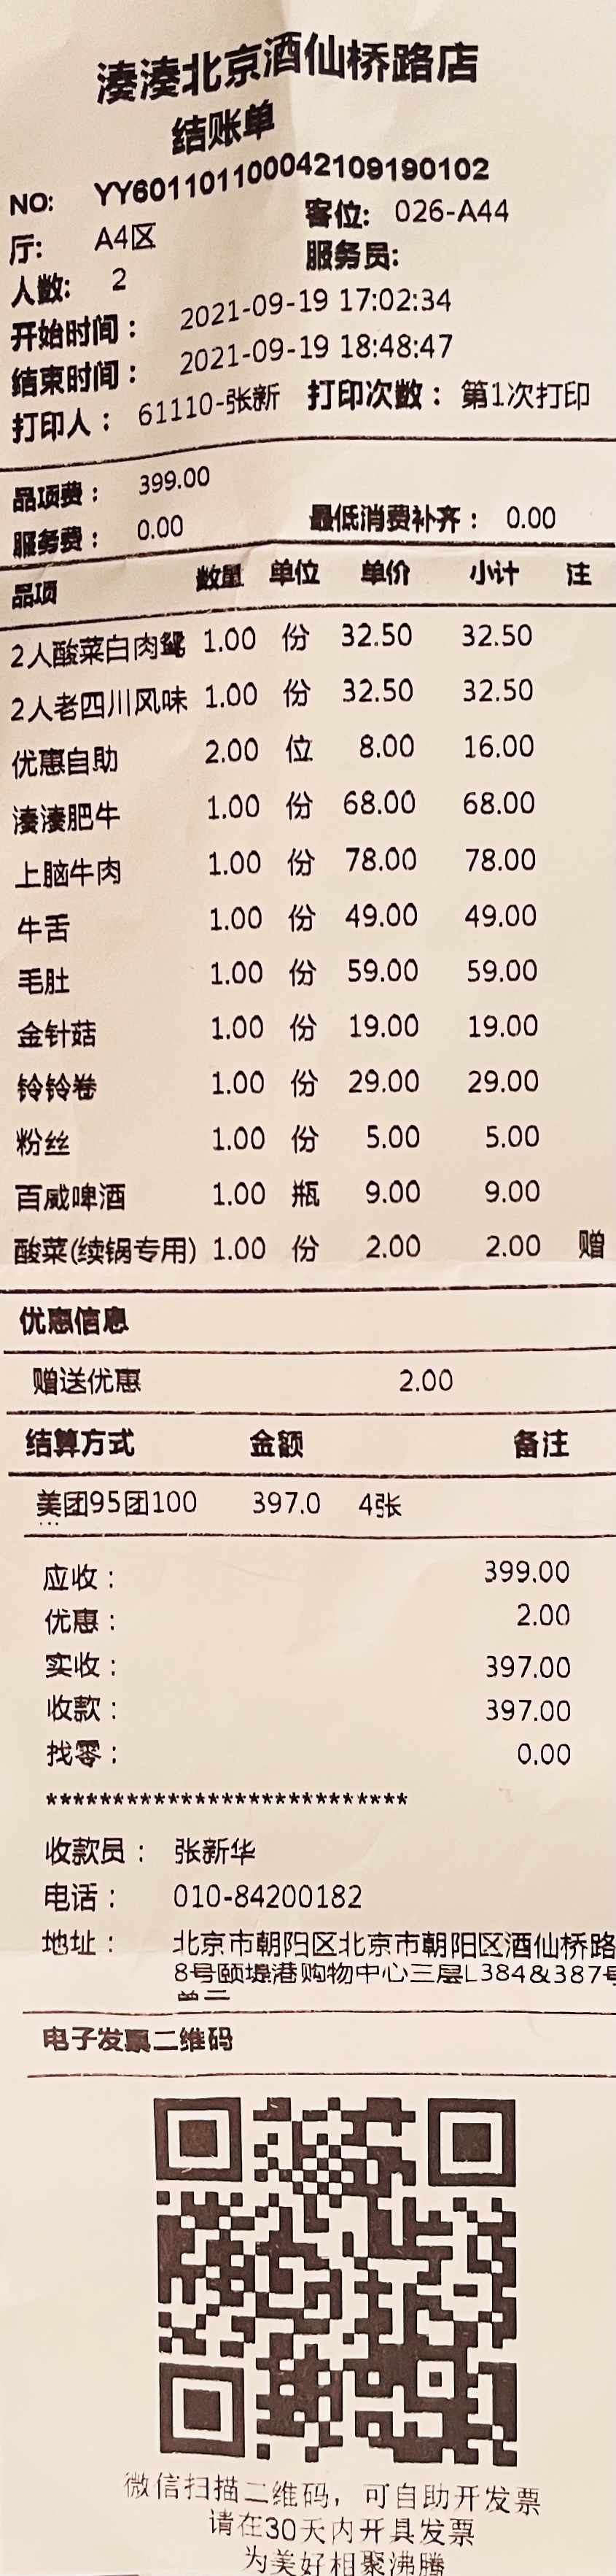 湊湊北京酒仙桥路店
结账单
NO: YY601101100042109190102
厅: A4区 客位: 026-A44
人数: 2 服务员:
开始时间: 2021-09-19 17:02:34
结束时间: 2021-09-19 18:48:47
打印人: 61110-张新 打印次数: 第1次打印
品项费: 399.00
服务费: 0.00 最低消费补齐: 0.00
品项 数量 单位 单价 小计 注
2人酸菜白肉鸳 1.00 份 32.50 32.50
2人老四川风味 1.00 份 32.50 32.50
优惠自助 2.00 位 8.00 16.00
湊湊肥牛 1.00 份 68.00 68.00
上脑牛肉 1.00 份 78.00 78.00
牛舌 1.00 份 49.00 49.00
毛肚 1.00 份 59.00 59.00
金针菇 1.00 份 19.00 19.00
铃铃卷 1.00 份 29.00 29.00
粉丝 1.00 份 5.00 5.00
百威啤酒 1.00 瓶 9.00 9.00
酸菜(续锅专用) 1.00 份 2.00 2.00 赠
优惠信息
赠送优惠 2.00
结算方式 金额 备注
美团95团100 397.0 4张
...
应收: 399.00
优惠: 2.00
实收: 397.00
收款: 397.00
找零: 0.00
***************************
收款员: 张新华
电话: 010-84200182
地址: 北京市朝阳区北京市朝阳区酒仙桥路
8号颐堤港购物中心三层L384&387号
电子发票二维码
微信扫描二维码，可自助开发票
请在30天内开具发票
为美好相聚沸腾